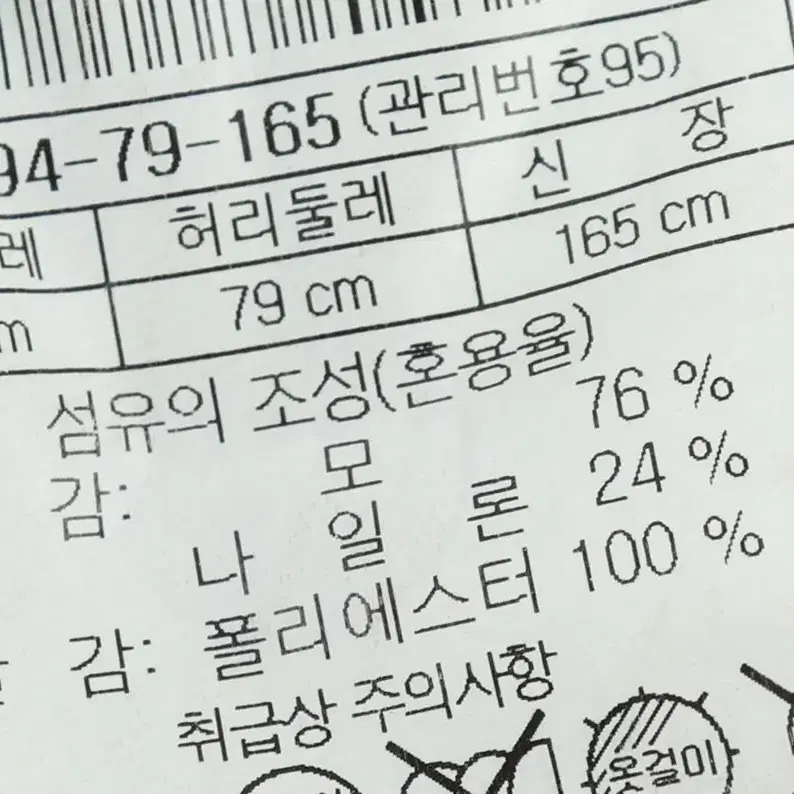 94-79-165 (관리번호95)
레 허리둘레 신 장
m 79 cm 165 cm
섬유의 조성(혼용율)
감: 모 76 %
나 일 론 24 %
감: 폴리에스터 100 %
취급상 주의사항
옷걸이